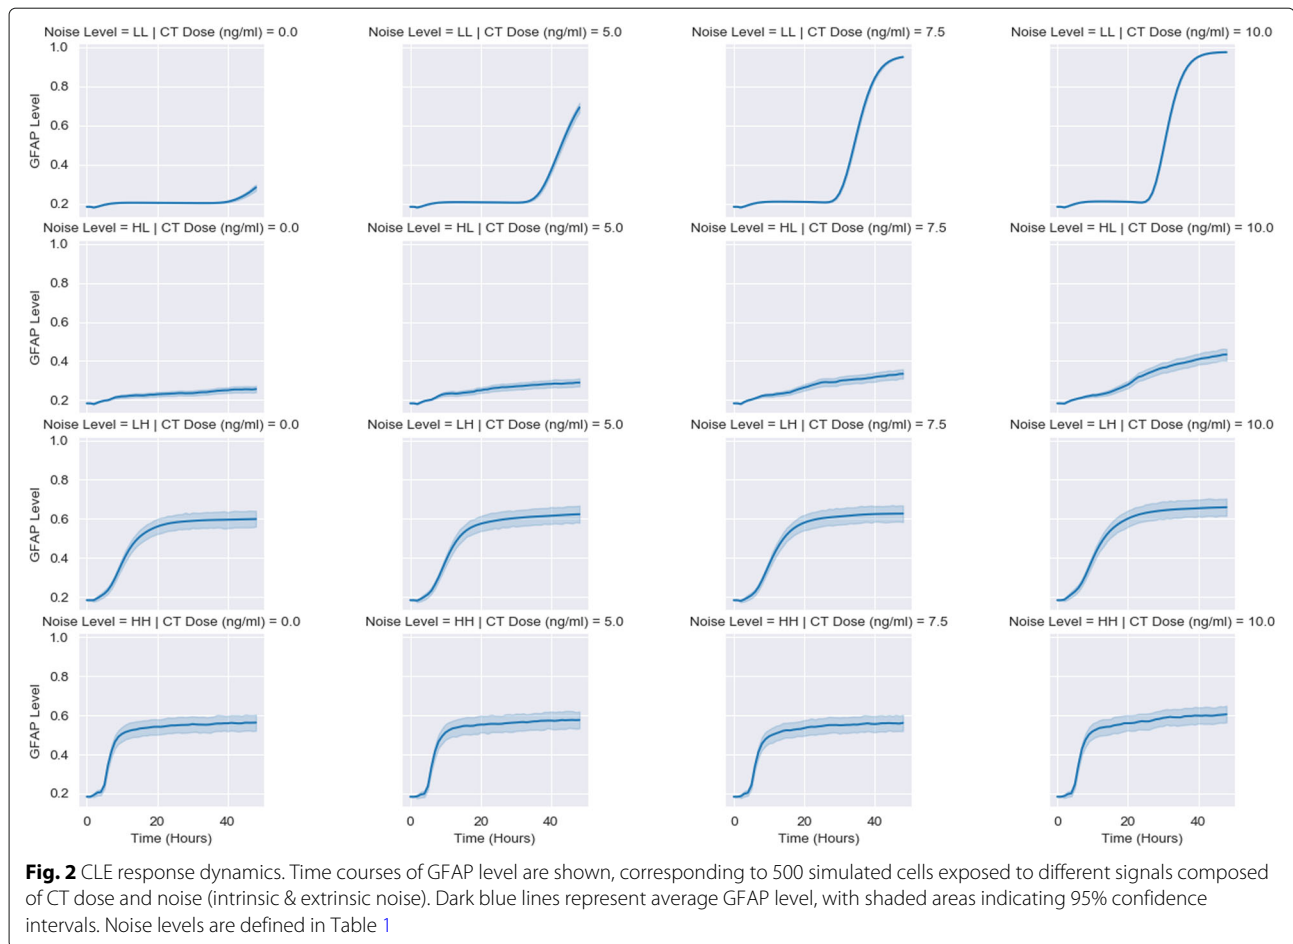 Noise Level = LL | CT Dose (ng/ml) = 0.0
Noise Level = LL | CT Dose (ng/ml) = 5.0
Noise Level = LL | CT Dose (ng/ml) = 7.5
Noise Level = LL | CT Dose (ng/ml) = 10.0
1.0
0.8
0.6
0.4
0.2
GFAP Level
Noise Level = HL | CT Dose (ng/ml) = 0.0
Noise Level = HL | CT Dose (ng/ml) = 5.0
Noise Level = HL | CT Dose (ng/ml) = 7.5
Noise Level = HL | CT Dose (ng/ml) = 10.0
1.0
0.8
0.6
0.4
0.2
GFAP Level
Noise Level = LH | CT Dose (ng/ml) = 0.0
Noise Level = LH | CT Dose (ng/ml) = 5.0
Noise Level = LH | CT Dose (ng/ml) = 7.5
Noise Level = LH | CT Dose (ng/ml) = 10.0
1.0
0.8
0.6
0.4
0.2
GFAP Level
Noise Level = HH | CT Dose (ng/ml) = 0.0
Noise Level = HH | CT Dose (ng/ml) = 5.0
Noise Level = HH | CT Dose (ng/ml) = 7.5
Noise Level = HH | CT Dose (ng/ml) = 10.0
1.0
0.8
0.6
0.4
0.2
GFAP Level
0 20 40
Time (Hours)
0 20 40
Time (Hours)
0 20 40
Time (Hours)
0 20 40
Time (Hours)
Fig. 2 CLE response dynamics. Time courses of GFAP level are shown, corresponding to 500 simulated cells exposed to different signals composed
of CT dose and noise (intrinsic & extrinsic noise). Dark blue lines represent average GFAP level, with shaded areas indicating 95% confidence
intervals. Noise levels are defined in Table 1